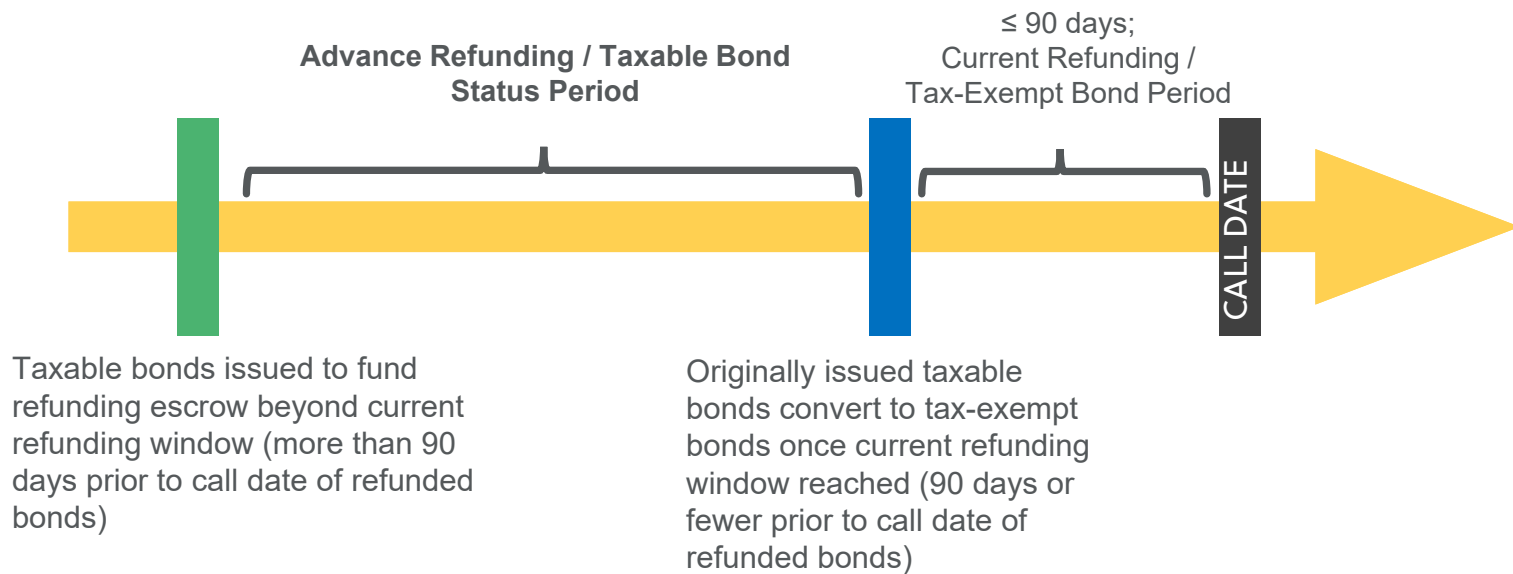 Advance Refunding / Taxable Bond
Status Period
≤ 90 days;
Current Refunding /
Tax-Exempt Bond Period
CALL DATE
Taxable bonds issued to fund
refunding escrow beyond current
refunding window (more than 90
days prior to call date of refunded
bonds)
Originally issued taxable
bonds convert to tax-exempt
bonds once current refunding
window reached (90 days or
fewer prior to call date of
refunded bonds)